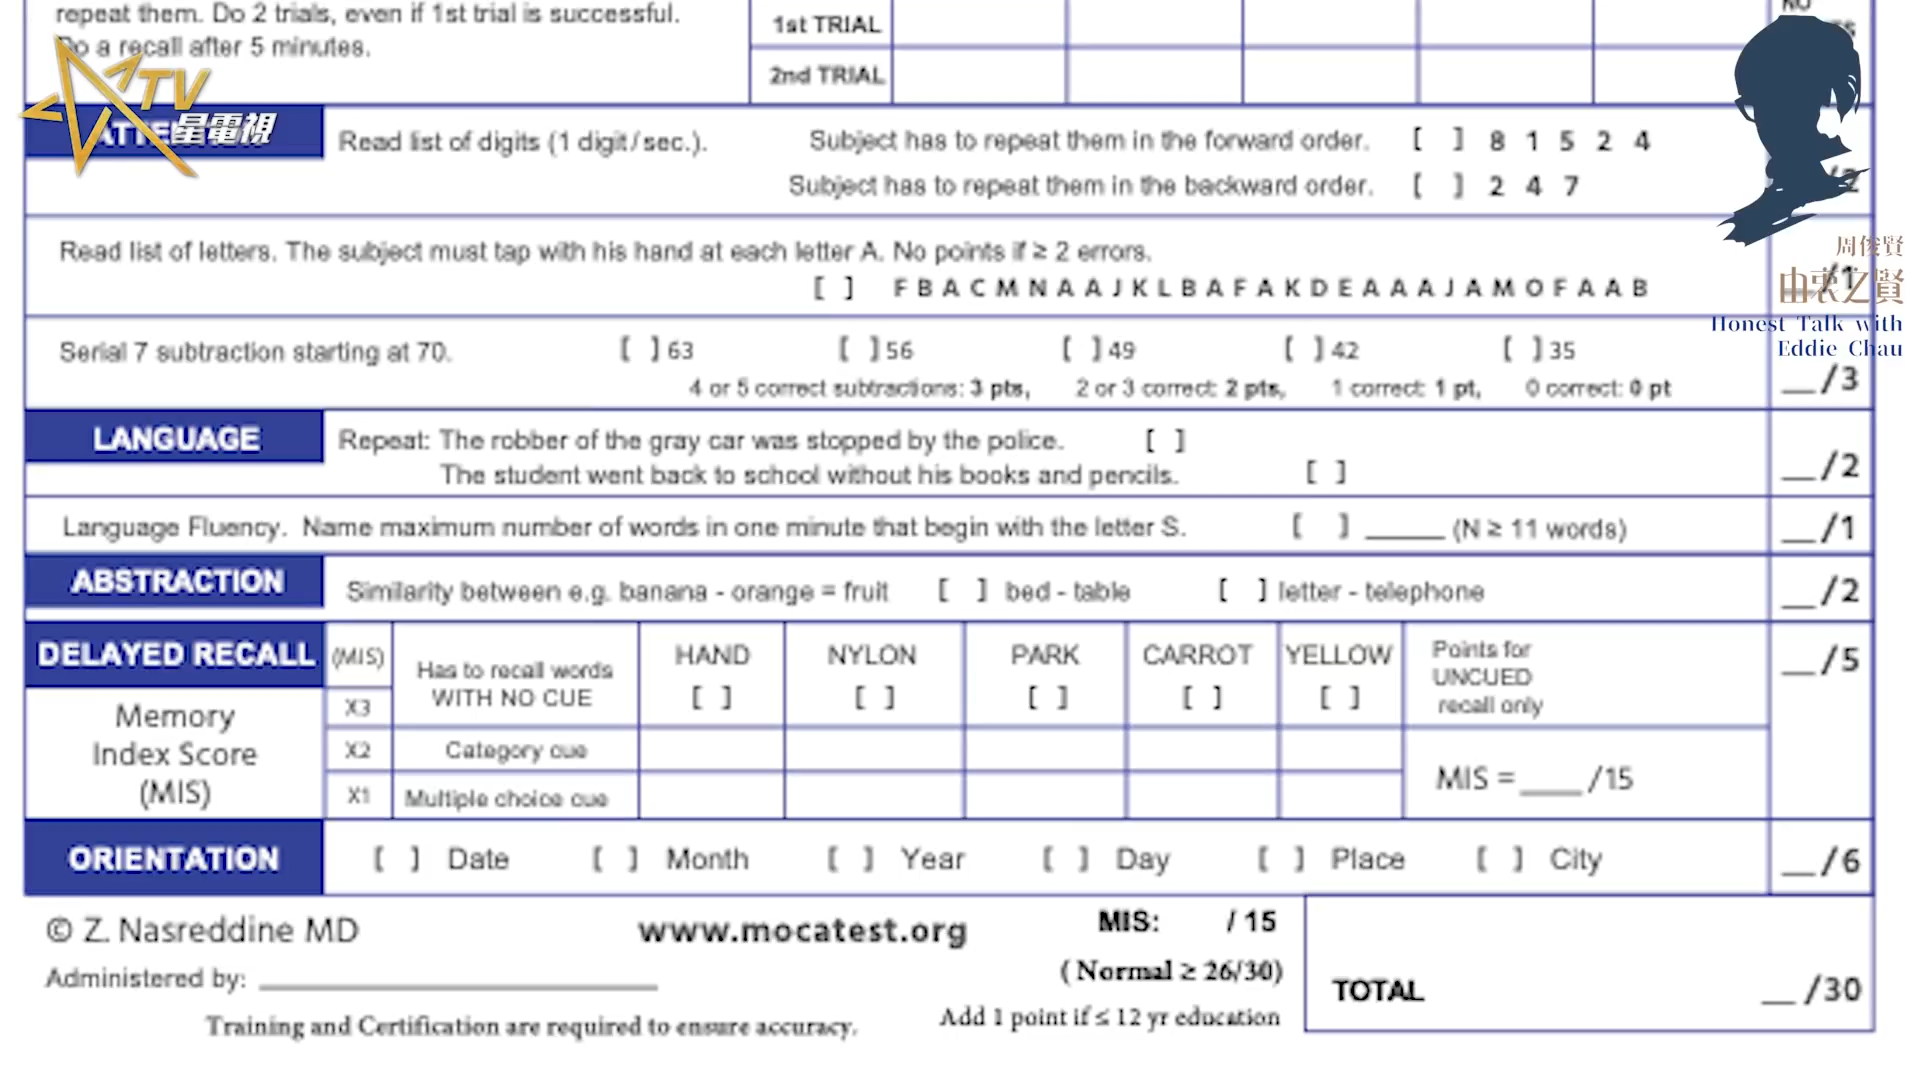 repeat them. Do 2 trials, even if 1st trial is successful.
Do a recall after 5 minutes.
1st TRIAL
2nd TRIAL
NO
TV
星電視
Read list of digits (1 digit/sec.).
Subject has to repeat them in the forward order. [ ] 8 1 5 2 4
Subject has to repeat them in the backward order. [ ] 2 4 7
/2
Read list of letters. The subject must tap with his hand at each letter A. No points if ≥ 2 errors.
[ ] F B A C M N A A J K L B A F A K D E A A A J A M O F A A B
/1
周俊賢
由衷之賢
Honest Talk with
Eddie Chau
Serial 7 subtraction starting at 70. [ ] 63 [ ] 56 [ ] 49 [ ] 42 [ ] 35
4 or 5 correct subtractions: 3 pts, 2 or 3 correct: 2 pts, 1 correct: 1 pt, 0 correct: 0 pt
__/3
LANGUAGE
Repeat: The robber of the gray car was stopped by the police. [ ]
The student went back to school without his books and pencils. [ ]
__/2
Language Fluency. Name maximum number of words in one minute that begin with the letter S. [ ] _____ (N ≥ 11 words)
__/1
ABSTRACTION
Similarity between e.g. banana - orange = fruit [ ] bed - table [ ] letter - telephone
__/2
DELAYED RECALL
(MIS)
Has to recall words
WITH NO CUE
HAND NYLON PARK CARROT YELLOW
[ ] [ ] [ ] [ ] [ ]
Points for
UNCUED
recall only
__/5
Memory
Index Score
(MIS)
X3
X2
Category cue
X1
Multiple choice cue
MIS = ____ /15
ORIENTATION
[ ] Date [ ] Month [ ] Year [ ] Day [ ] Place [ ] City
__/6
© Z. Nasreddine MD
www.mocatest.org
MIS: / 15
(Normal ≥ 26/30)
Administered by: ____________________
Add 1 point if ≤ 12 yr education
Training and Certification are required to ensure accuracy.
TOTAL __/30